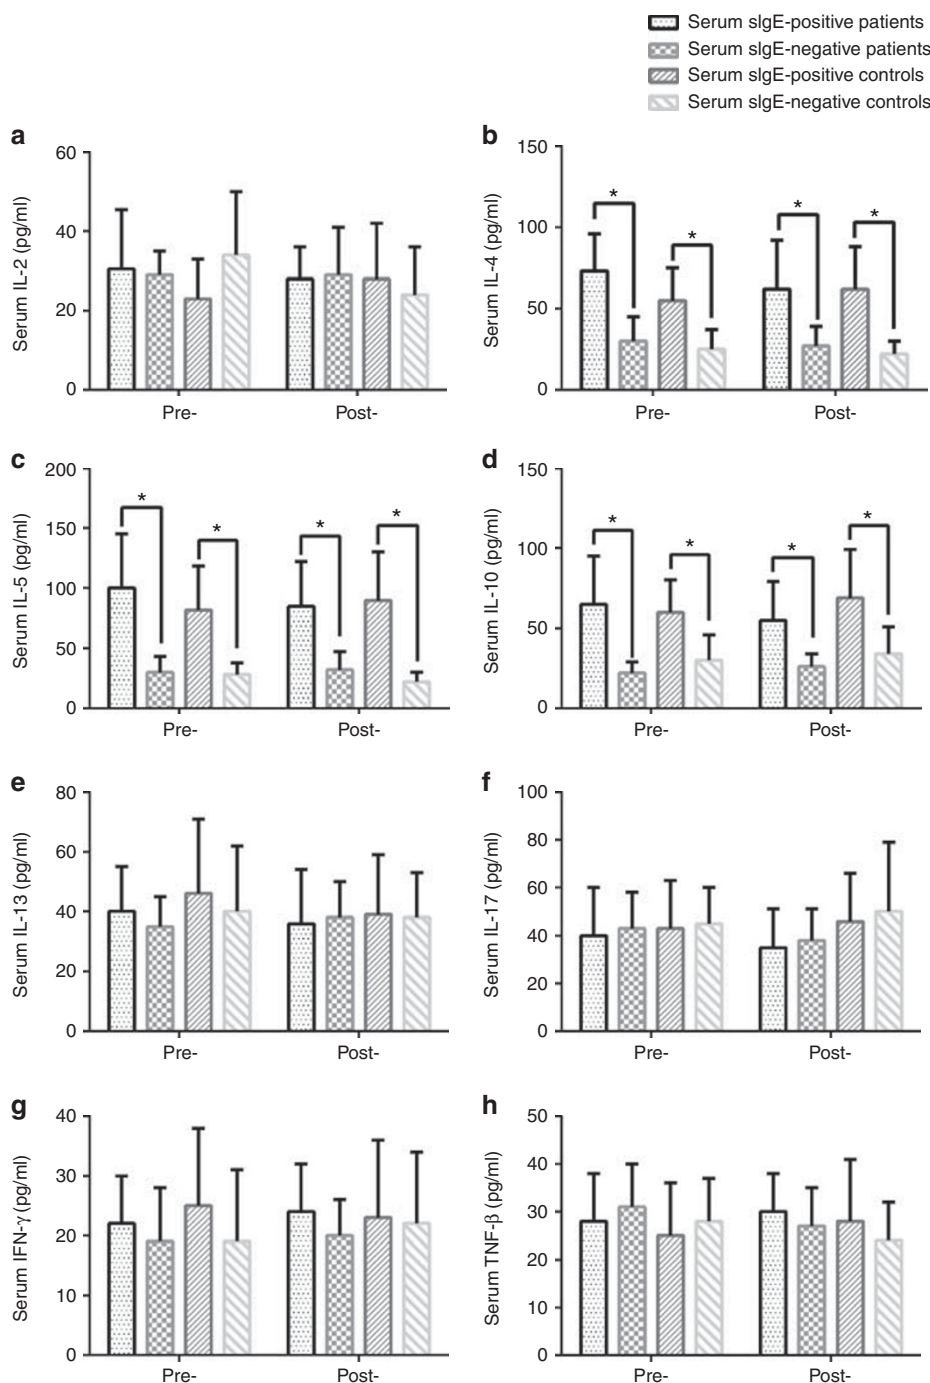 Serum sIgE-positive patients
Serum sIgE-negative patients
Serum sIgE-positive controls
Serum sIgE-negative controls
a
Serum IL-2 (pg/ml)
60
40
20
0
Pre-
Post-
b
Serum IL-4 (pg/ml)
150
100
50
0
*
*
*
*
Pre-
Post-
c
Serum IL-5 (pg/ml)
200
150
100
50
0
*
*
*
*
Pre-
Post-
d
Serum IL-10 (pg/ml)
150
100
50
0
*
*
*
*
Pre-
Post-
e
Serum IL-13 (pg/ml)
80
60
40
20
0
Pre-
Post-
f
Serum IL-17 (pg/ml)
100
80
60
40
20
0
Pre-
Post-
g
Serum IFN-γ (pg/ml)
40
30
20
10
0
Pre-
Post-
h
Serum TNF-β (pg/ml)
50
40
30
20
10
0
Pre-
Post-